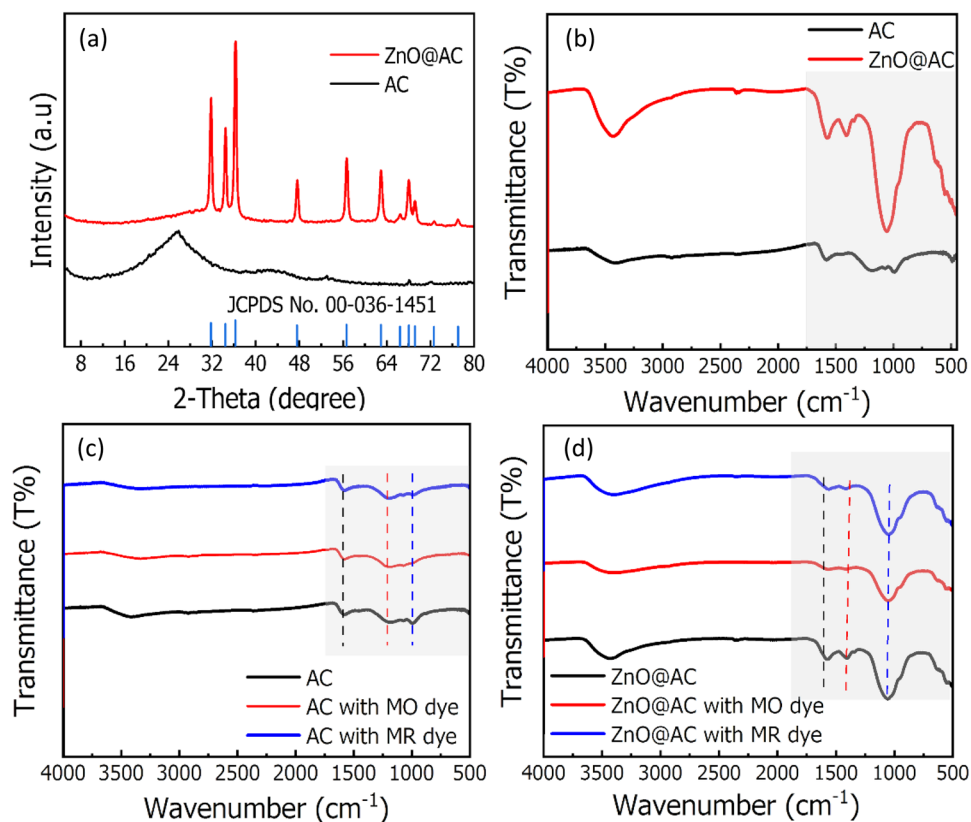 (a)
ZnO@AC
AC
Intensity (a.u)
JCPDS No. 00-036-1451
8 16 24 32 40 48 56 64 72 80
2-Theta (degree)
(b)
AC
ZnO@AC
Transmittance (T%)
4000 3500 3000 2500 2000 1500 1000 500
Wavenumber (cm-1)
(c)
Transmittance (T%)
AC
AC with MO dye
AC with MR dye
4000 3500 3000 2500 2000 1500 1000 500
Wavenumber (cm-1)
(d)
Transmittance (T%)
ZnO@AC
ZnO@AC with MO dye
ZnO@AC with MR dye
4000 3500 3000 2500 2000 1500 1000 500
Wavenumber (cm-1)